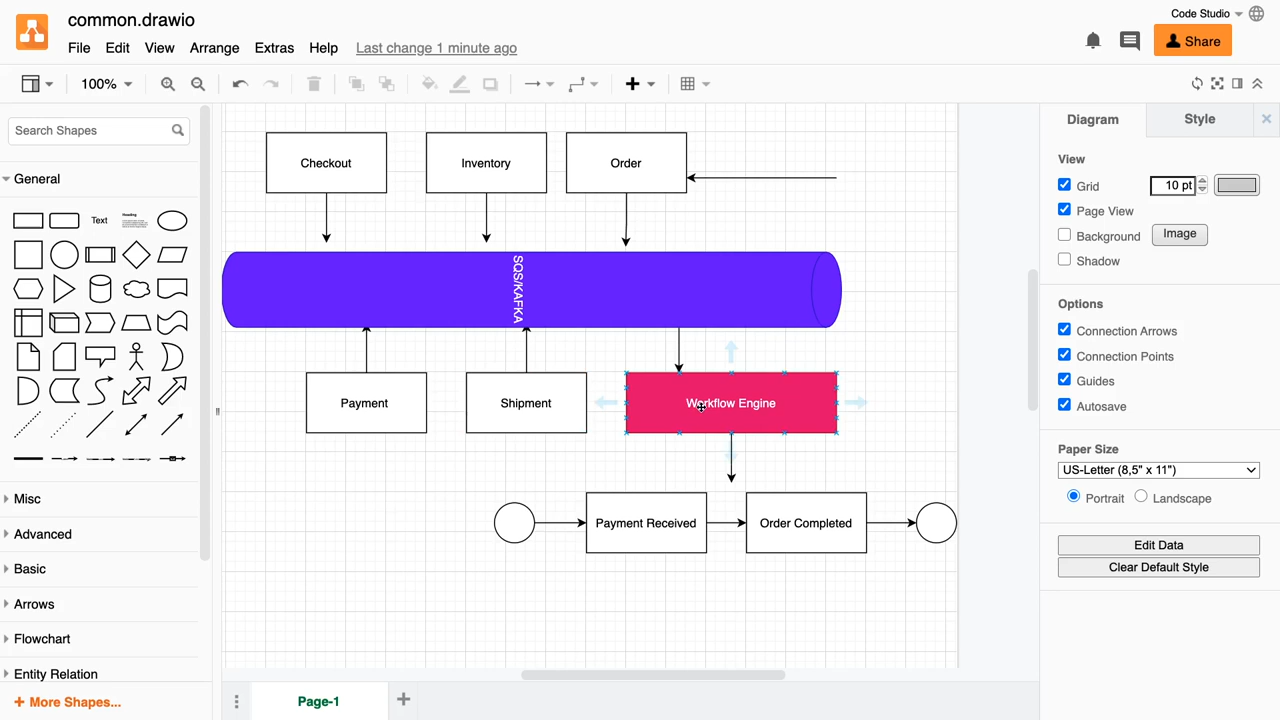 common.drawio
Code Studio
File Edit View Arrange Extras Help Last change 1 minute ago
Share
100%
Search Shapes
General
Text
Heading
Misc
Advanced
Basic
Arrows
Flowchart
Entity Relation
+ More Shapes...
Checkout
Inventory
Order
SQS/KAFKA
Payment
Shipment
Workflow Engine
Payment Received
Order Completed
Page-1
Diagram
Style
View
Grid
10 pt
Page View
Background
Image
Shadow
Options
Connection Arrows
Connection Points
Guides
Autosave
Paper Size
US-Letter (8,5" x 11")
Portrait
Landscape
Edit Data
Clear Default Style